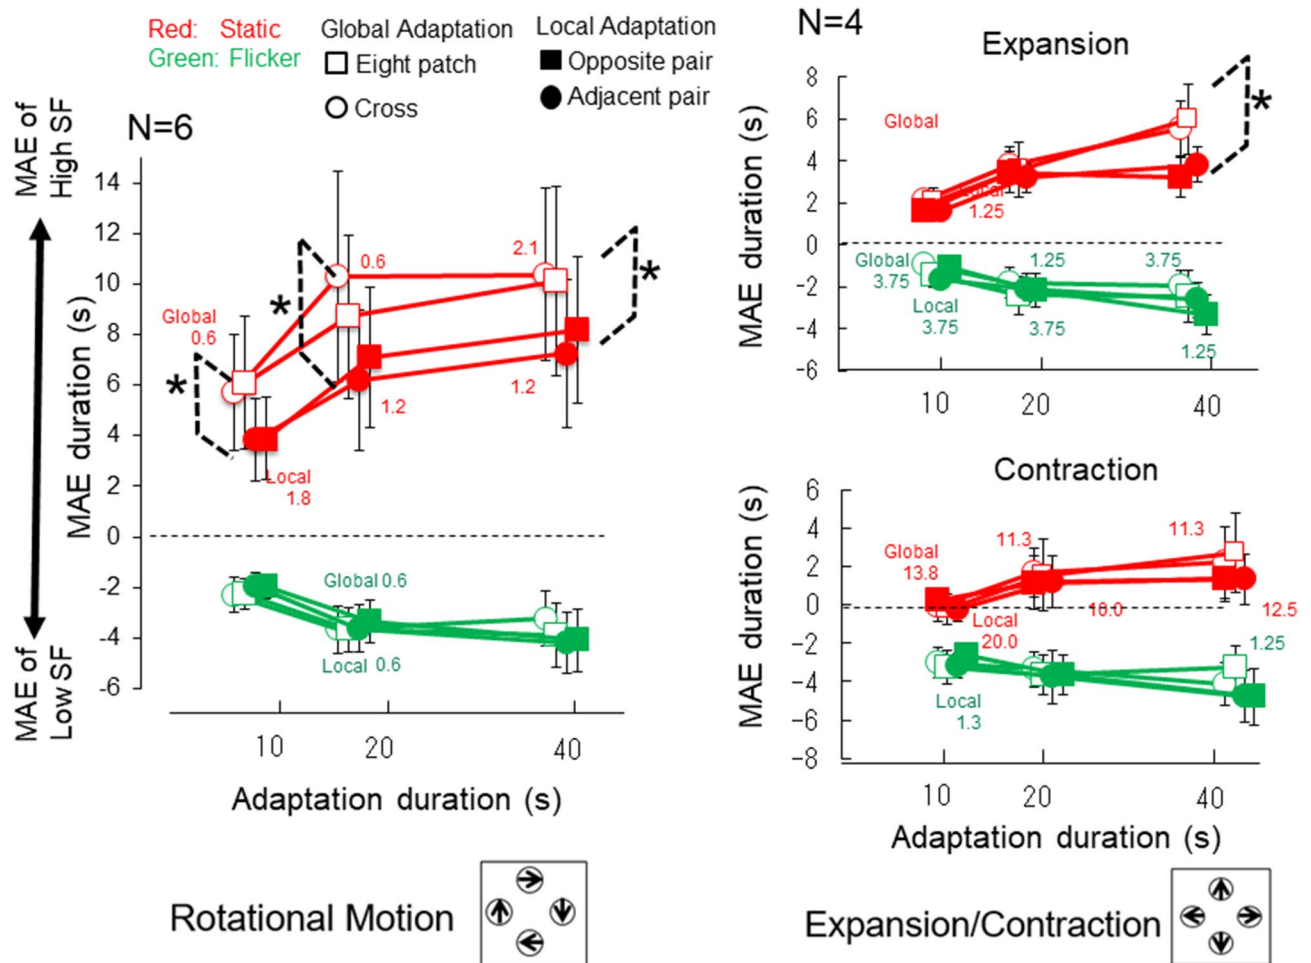 Red: Static
Green: Flicker
Global Adaptation
Eight patch
Cross
Local Adaptation
Opposite pair
Adjacent pair
MAE of
High SF
MAE of
Low SF
N=6
MAE duration (s)
14
12
10
8
6
4
2
0
-2
-4
-6
Global
0.6
*
*
0.6
2.1
*
Local
1.8
1.2
1.2
Global 0.6
Local 0.6
10
20
40
Adaptation duration (s)
Rotational Motion
N=4
Expansion
MAE duration (s)
8
6
4
2
0
-2
-4
-6
Global
*
Local
1.25
Global
3.75
1.25
3.75
Local
3.75
3.75
1.25
10
20
40
Contraction
MAE duration (s)
6
4
2
0
-2
-4
-6
-8
Global
13.8
11.3
11.3
Local
20.0
10.0
12.5
1.25
Local
1.3
10
20
40
Adaptation duration (s)
Expansion/Contraction